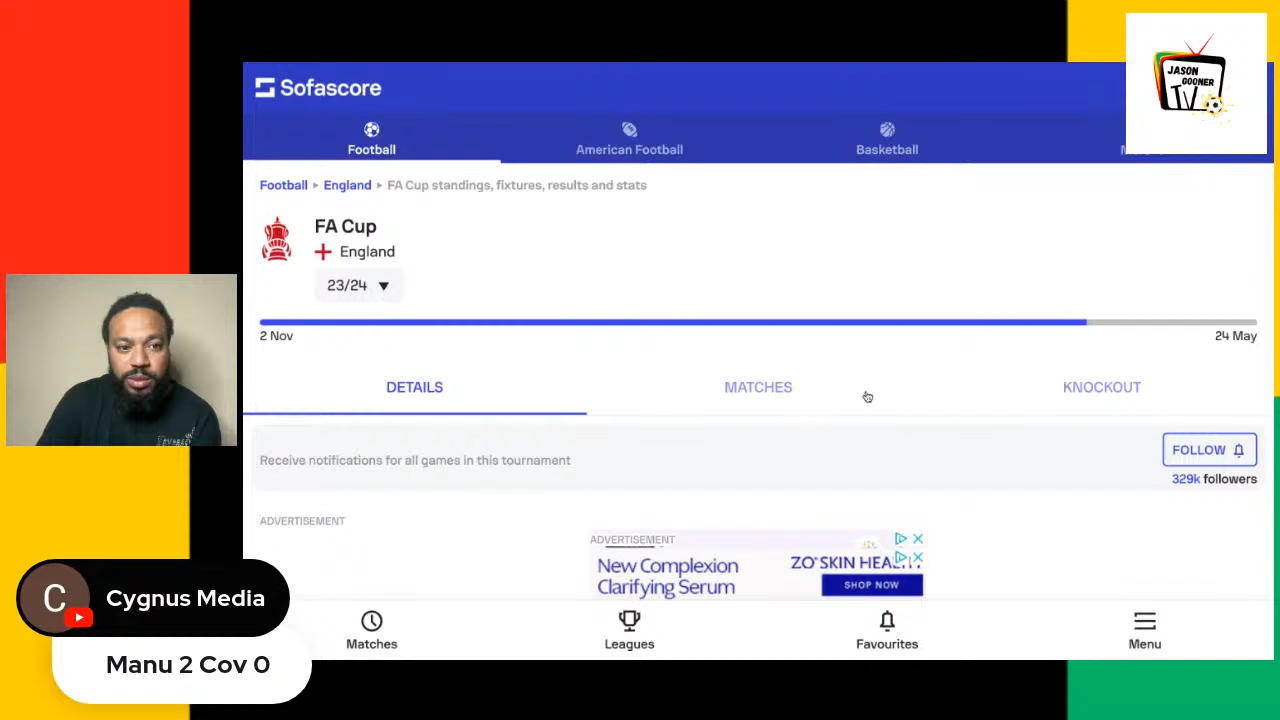 JASON
GOONER
TV
Sofascore
Football
American Football
Basketball
Football England FA Cup standings, fixtures, results and stats
FA Cup
England
23/24
2 Nov
24 May
DETAILS
MATCHES
KNOCKOUT
Receive notifications for all games in this tournament
FOLLOW
329k followers
ADVERTISEMENT
ADVERTISEMENT
New Complexion
Clarifying Serum
SHOP NOW
Matches
Leagues
Favourites
Menu
C
Cygnus Media
Manu 2 Cov 0